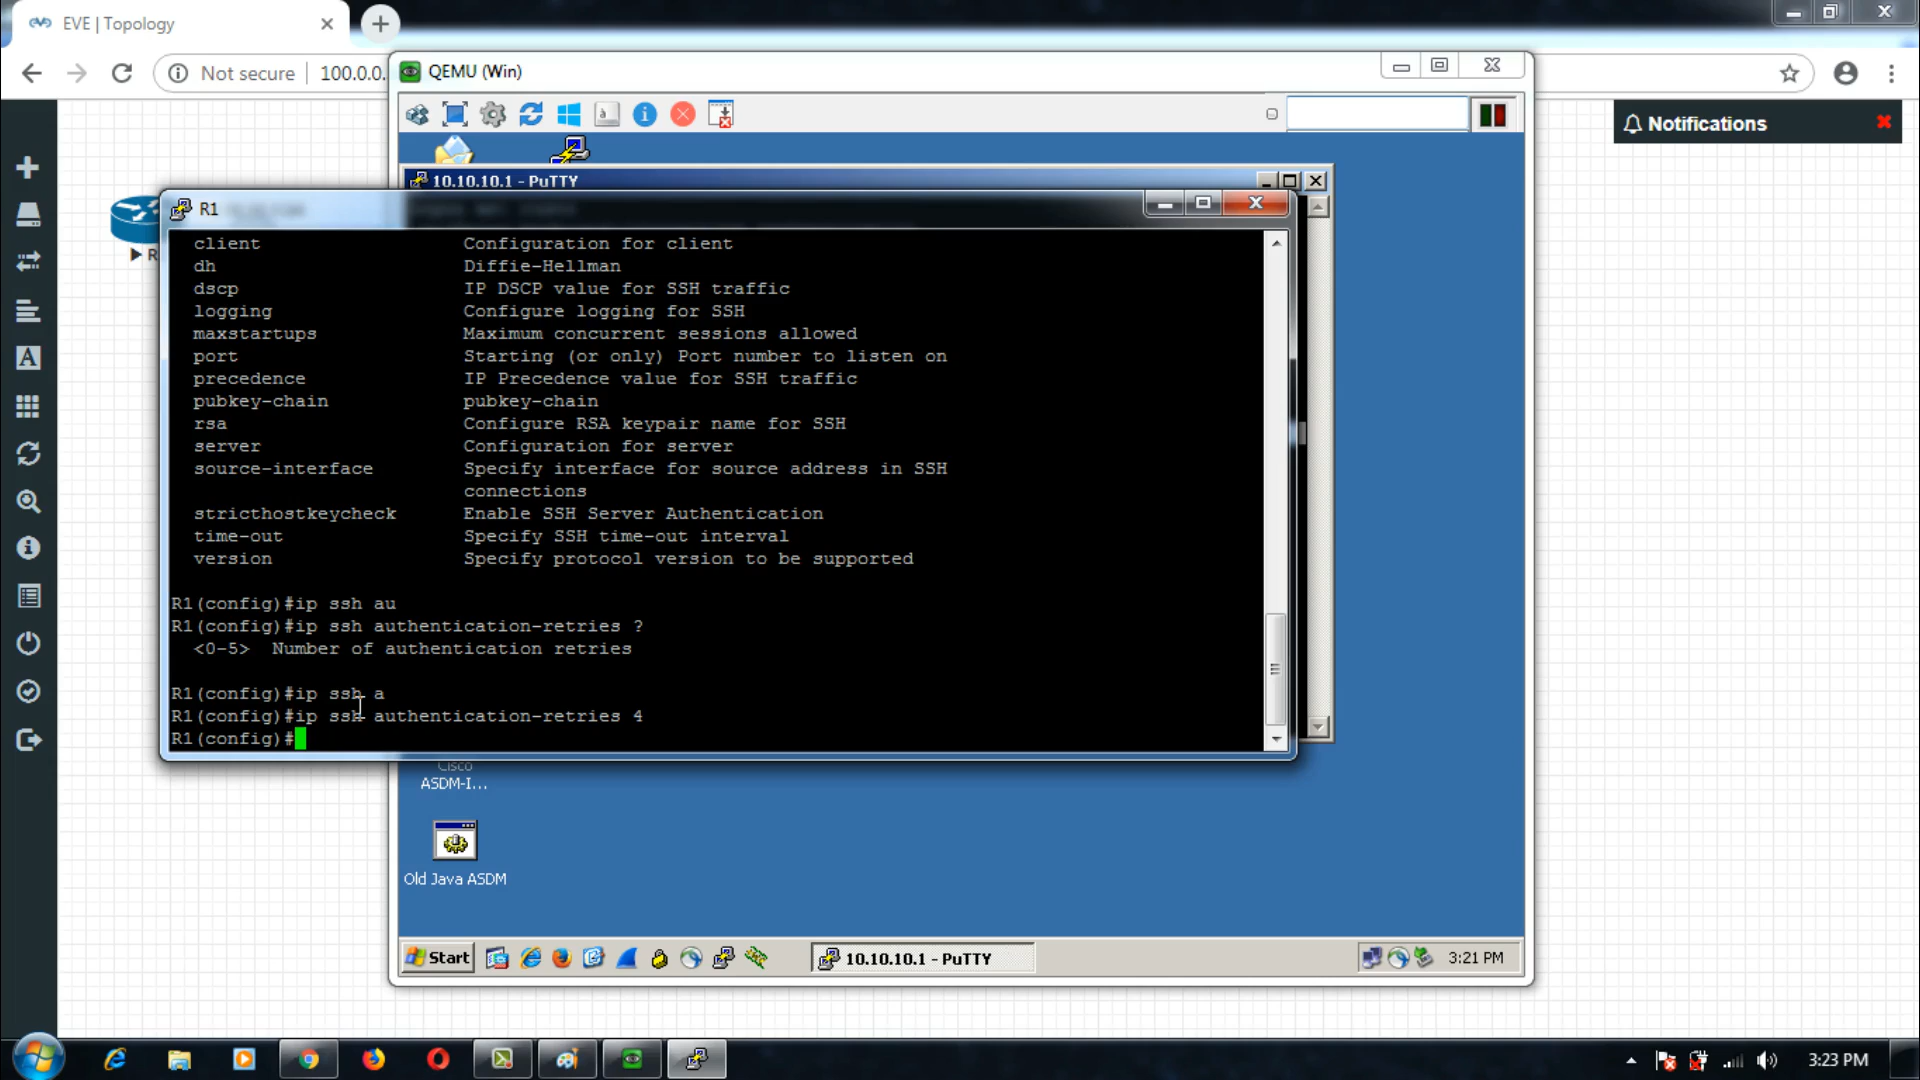 EVE | Topology
Not secure
100.0.0.
QEMU (Win)
Notifications
10.10.10.1 - PuTTY
R1
R
client Configuration for client
dh Diffie-Hellman
dscp IP DSCP value for SSH traffic
logging Configure logging for SSH
maxstartups Maximum concurrent sessions allowed
port Starting (or only) Port number to listen on
precedence IP Precedence value for SSH traffic
pubkey-chain pubkey-chain
rsa Configure RSA keypair name for SSH
server Configuration for server
source-interface Specify interface for source address in SSH
connections
stricthostkeycheck Enable SSH Server Authentication
time-out Specify SSH time-out interval
version Specify protocol version to be supported
R1(config)#ip ssh au
R1(config)#ip ssh authentication-retries ?
<0-5> Number of authentication retries
R1(config)#ip ssh a
R1(config)#ip ssh authentication-retries 4
R1(config)#
Cisco
ASDM-I...
Old Java ASDM
Start
10.10.10.1 - PuTTY
3:21 PM
3:23 PM